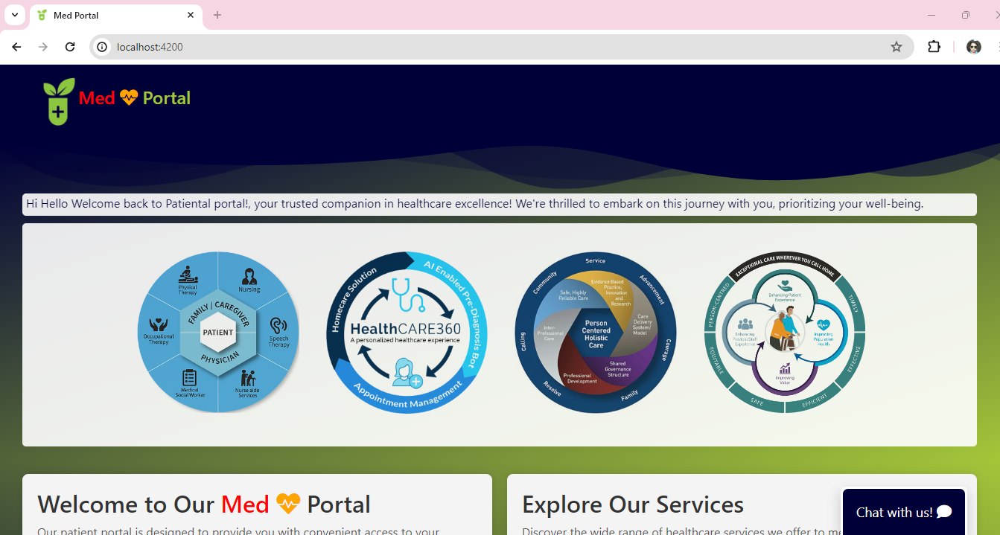 Med Portal
localhost:4200
Med Portal
Hi Hello Welcome back to Patiental portal!, your trusted companion in healthcare excellence! We're thrilled to embark on this journey with you, prioritizing your well-being.
Physical
Therapy
Nursing
Occupational
Therapy
FAMILY / CAREGIVER
PATIENT
PHYSICIAN
Speech
Therapy
Medical
Social Worker
Nurse aide
Services
Homecare Solution
AI Enabled Pre-Diagnosis Bot
HealthCARE360
A personalized healthcare experience
Appointment Management
Service
Community
Advancement
Safe, Highly
Reliable Care
Evidence Based
Practice,
Innovation
and
Research
Inter-
Professional
Care
Person
Centered
Holistic
Care
Care
Delivery
System/
Model
Calling
Courage
Professional
Development
Shared
Governance
Structure
Resolve
Family
EXCEPTIONAL CARE WHEREVER YOU CALL HOME
PERSON-CENTRED
TIMELY
Enhancing Patient
Experience
Enhancing
Provider/Staff
Experience
Improving
Population
Health
Improving
Value
EQUITABLE
EFFECTIVE
SAFE
EFFICIENT
Welcome to Our Med Portal
Our patient portal is designed to provide you with convenient access to your
Explore Our Services
Discover the wide range of healthcare services we offer to me
Chat with us!